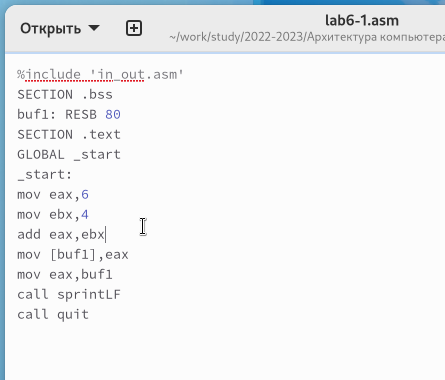 Открыть
lab6-1.asm
~/work/study/2022-2023/Архитектура компьютера
%include 'in_out.asm'
SECTION .bss
buf1: RESB 80
SECTION .text
GLOBAL _start
_start:
mov eax,6
mov ebx,4
add eax,ebx
mov [buf1],eax
mov eax,buf1
call sprintLF
call quit